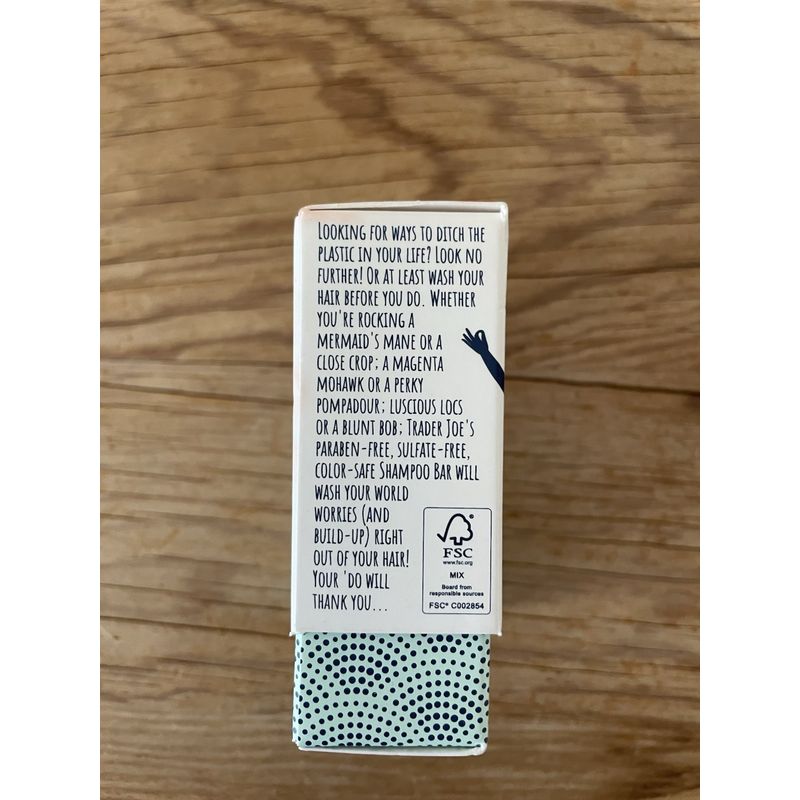 LOOKING FOR WAYS TO DITCH THE
PLASTIC IN YOUR LIFE? LOOK NO
FURTHER! OR AT LEAST WASH YOUR
HAIR BEFORE YOU DO. WHETHER
YOU'RE ROCKING A
MERMAID'S MANE OR A
CLOSE CROP; A MAGENTA
MOHAWK OR A PERKY
POMPADOUR; LUSCIOUS LOCS
OR A BLUNT BOB; TRADER JOE'S
PARABEN-FREE, SULFATE-FREE,
COLOR-SAFE SHAMPOO BAR WILL
WASH YOUR WORLD
WORRIES (AND
BUILD-UP) RIGHT
OUT OF YOUR HAIR!
YOUR 'DO WILL
THANK YOU...
®
FSC
www.fsc.org
MIX
Board from
responsible sources
FSC® C002854